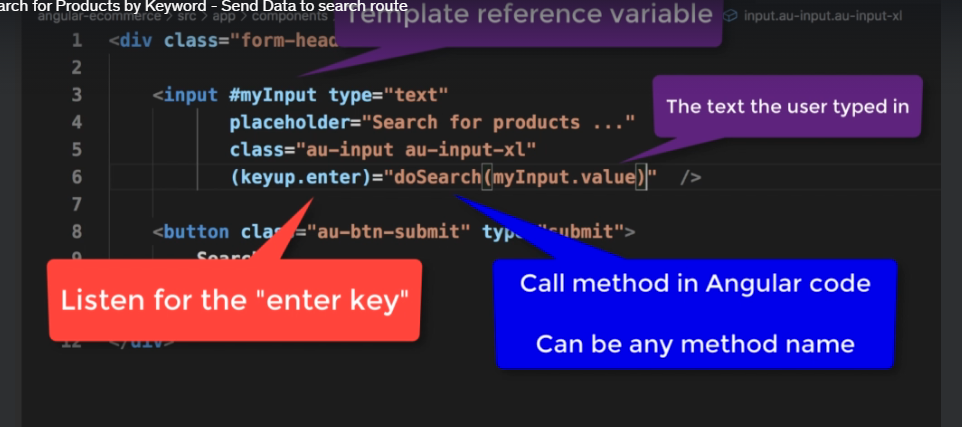 arch for Products by Keyword - Send Data to search route
angular-ecommerce > src > app > components
Template reference variable
input.au-input.au-input-xl
1 <div class="form-head
2
3 <input #myInput type="text"
The text the user typed in
4 placeholder="Search for products ..."
5 class="au-input au-input-xl"
6 (keyup.enter)="doSearch(myInput.value)" />
7
8 <button class="au-btn-submit" type="submit">
9 Search
Listen for the "enter key"
Call method in Angular code
Can be any method name
12 </div>